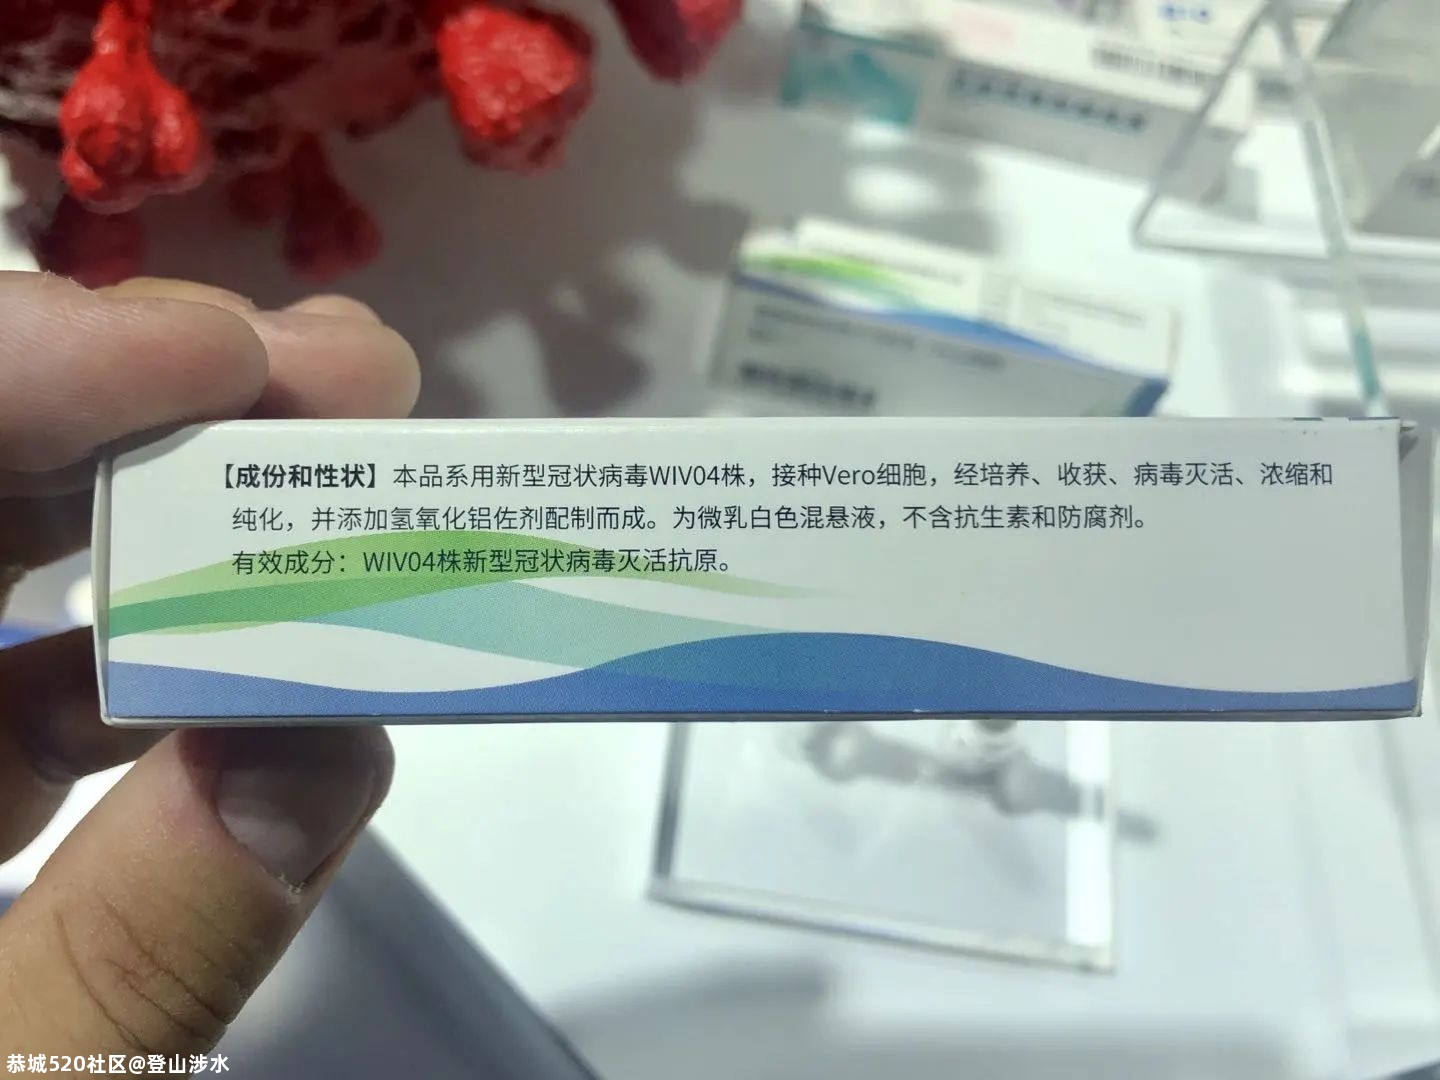 【成份和性状】本品系用新型冠状病毒WIV04株，接种Vero细胞，经培养、收获、病毒灭活、浓缩和
纯化，并添加氢氧化铝佐剂配制而成。为微乳白色混悬液，不含抗生素和防腐剂。
有效成分：WIV04株新型冠状病毒灭活抗原。
恭城520社区@登山涉水